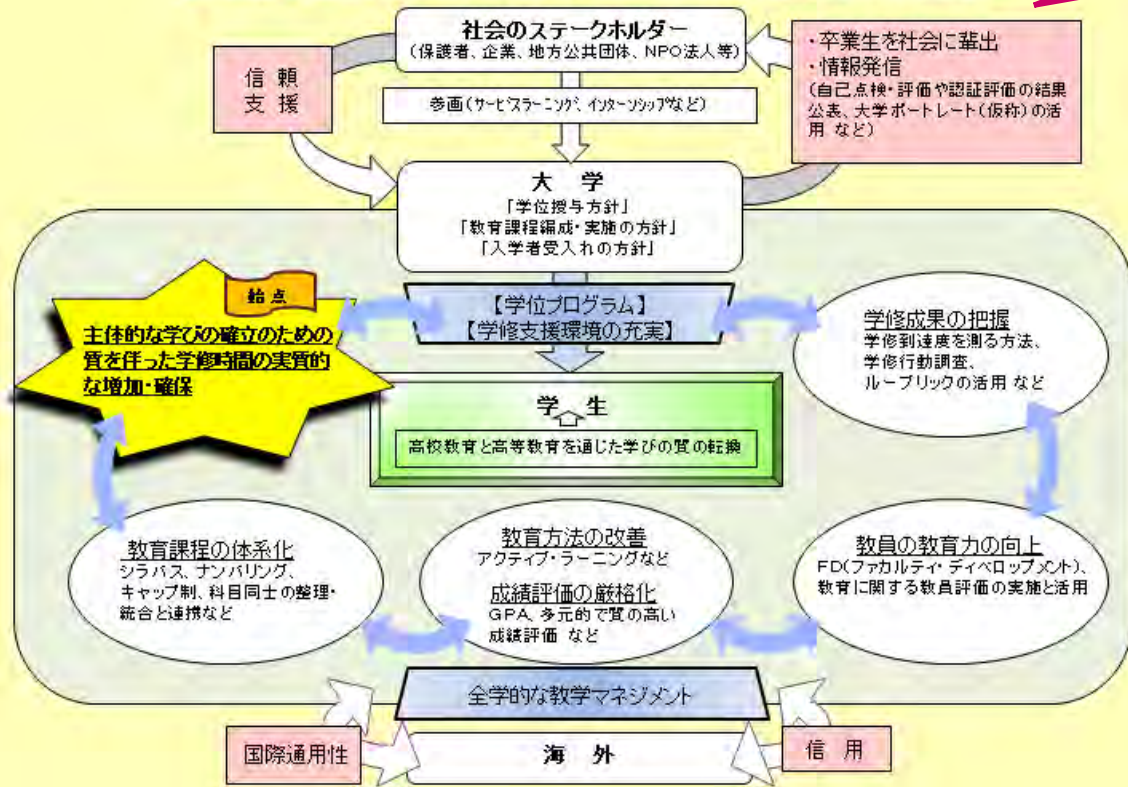 社会のステークホルダー
(保護者、企業、地方公共団体、NPO法人等)
信 頼
支 援
参画(サービスラーニング、インターンシップなど)
・卒業生を社会に輩出
・情報発信
(自己点検・評価や認証評価の結果
公表、大学ポートレート(仮称)の活
用 など)
大 学
「学位授与方針」
「教育課程編成・実施の方針」
「入学者受入れの方針」
始点
主体的な学びの確立のための
質を伴った学修時間の実質的
な増加・確保
【学位プログラム】
【学修支援環境の充実】
学修成果の把握
学修到達度を測る方法、
学修行動調査、
ルーブリックの活用 など
学 生
高校教育と高等教育を通じた学びの質の転換
教育課程の体系化
シラバス、ナンバリング、
キャップ制、科目同士の整理・
統合と連携など
教育方法の改善
アクティブ・ラーニングなど
成績評価の厳格化
GPA、多元的で質の高い
成績評価 など
教員の教育力の向上
FD(ファカルティ・ディベロップメント)、
教育に関する教員評価の実施と活用
全学的な教学マネジメント
国際通用性
海 外
信 用